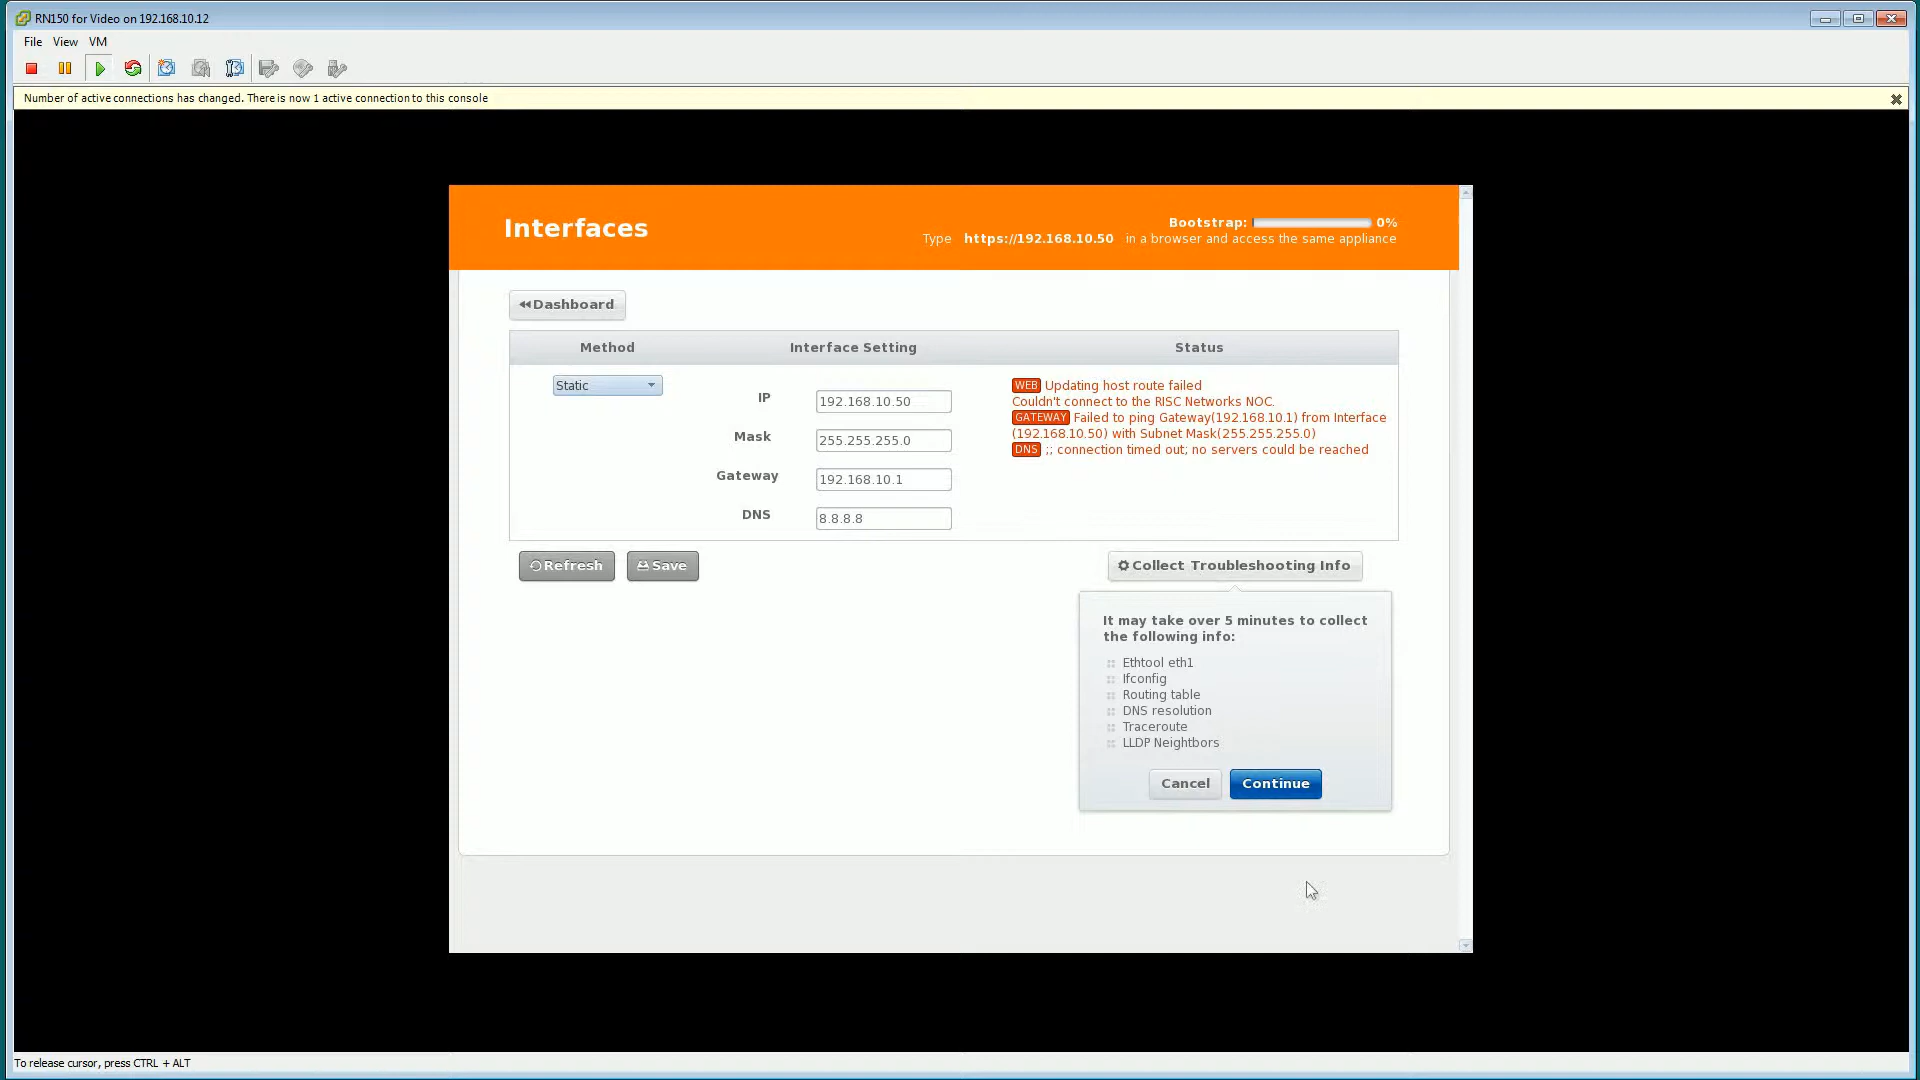 RN150 for Video on 192.168.10.12
File View VM
Number of active connections has changed. There is now 1 active connection to this console
Interfaces
Bootstrap: 0%
Type https://192.168.10.50 in a browser and access the same appliance
Dashboard
Method Interface Setting Status
Static
IP 192.168.10.50
Mask 255.255.255.0
Gateway 192.168.10.1
DNS 8.8.8.8
WEB Updating host route failed
Couldn't connect to the RISC Networks NOC.
GATEWAY Failed to ping Gateway(192.168.10.1) from Interface
(192.168.10.50) with Subnet Mask(255.255.255.0)
DNS ;; connection timed out; no servers could be reached
Refresh Save Collect Troubleshooting Info
It may take over 5 minutes to collect
the following info:
Ethtool eth1
Ifconfig
Routing table
DNS resolution
Traceroute
LLDP Neightbors
Cancel Continue
To release cursor, press CTRL + ALT